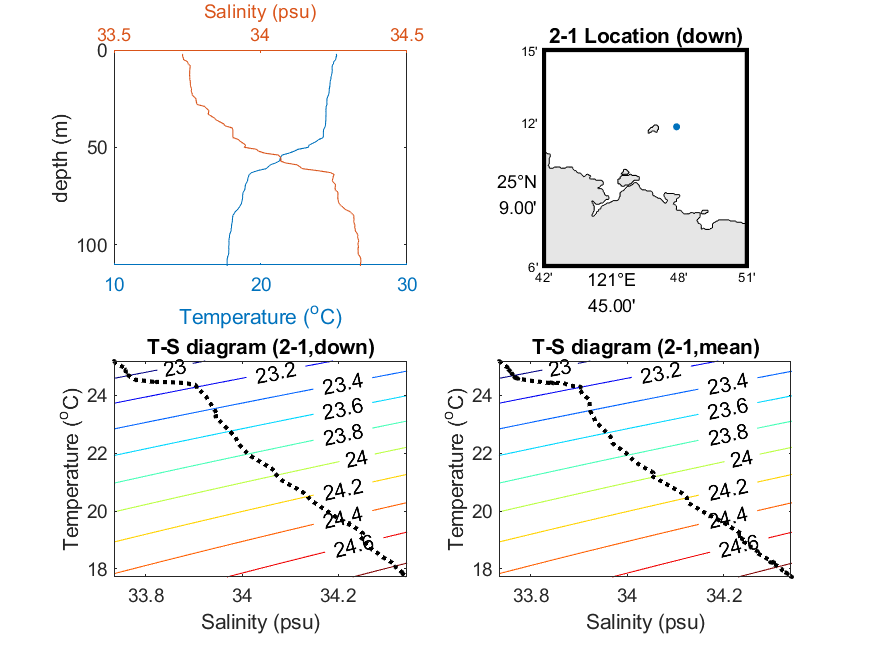 Salinity (psu)
33.5 34 34.5
0
50
100
depth (m)
10 20 30
Temperature (°C)
2-1 Location (down)
15'
12'
25°N
9.00'
6'
42' 121°E 48' 51'
45.00'
T-S diagram (2-1,down)
23 23.2
23.4
23.6
23.8
24
24.2
24.4
24.6
24
22
20
18
Temperature (°C)
33.8 34 34.2
Salinity (psu)
T-S diagram (2-1,mean)
23 23.2
23.4
23.6
23.8
24
24.2
24.4
24.6
24
22
20
18
Temperature (°C)
33.8 34 34.2
Salinity (psu)